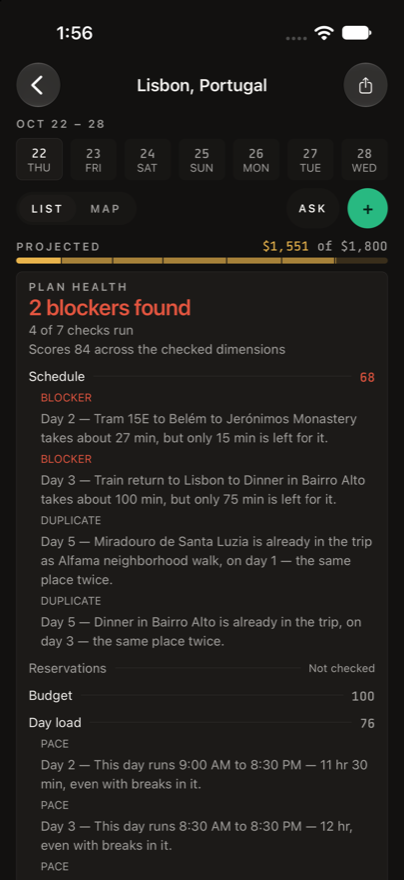 1:56
Lisbon, Portugal
OCT 22 – 28
22 23 24 25 26 27 28
THU FRI SAT SUN MON TUE WED
LIST MAP ASK +
PROJECTED $1,551 of $1,800
PLAN HEALTH
2 blockers found
4 of 7 checks run
Scores 84 across the checked dimensions
Schedule 68
BLOCKER
Day 2 — Tram 15E to Belém to Jerónimos Monastery
takes about 27 min, but only 15 min is left for it.
BLOCKER
Day 3 — Train return to Lisbon to Dinner in Bairro Alto
takes about 100 min, but only 75 min is left for it.
DUPLICATE
Day 5 — Miradouro de Santa Luzia is already in the trip
as Alfama neighborhood walk, on day 1 — the same
place twice.
DUPLICATE
Day 5 — Dinner in Bairro Alto is already in the trip, on
day 3 — the same place twice.
Reservations Not checked
Budget 100
Day load 76
PACE
Day 2 — This day runs 9:00 AM to 8:30 PM — 11 hr 30
min, even with breaks in it.
PACE
Day 3 — This day runs 8:30 AM to 8:30 PM — 12 hr,
even with breaks in it.
PACE